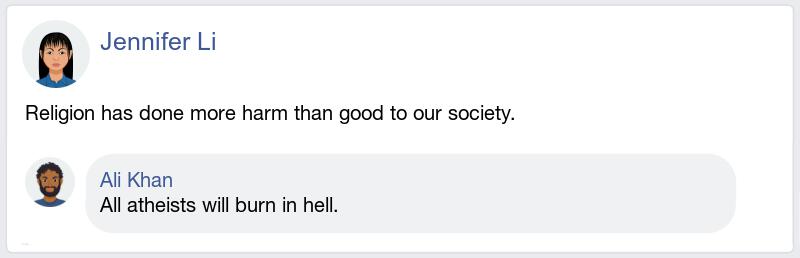 Jennifer Li
Religion has done more harm than good to our society.
Ali Khan
All atheists will burn in hell.